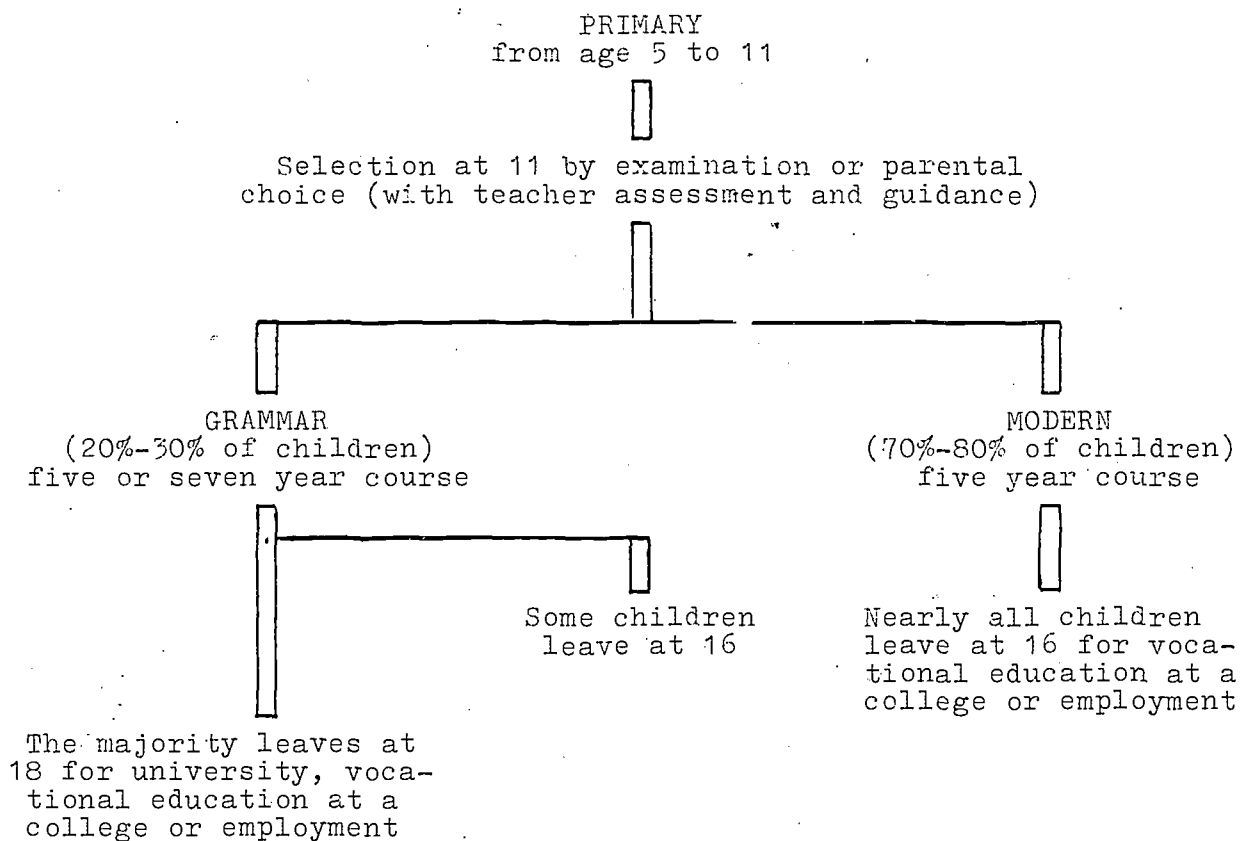 PRIMARY
from age 5 to 11
Selection at 11 by examination or parental
choice (with teacher assessment and guidance)
GRAMMAR
(20%-30% of children)
five or seven year course
MODERN
(70%-80% of children)
five year course
Some children
leave at 16
Nearly all children
leave at 16 for voca-
tional education at a
college or employment
The majority leaves at
18 for university, voca-
tional education at a
college or employment